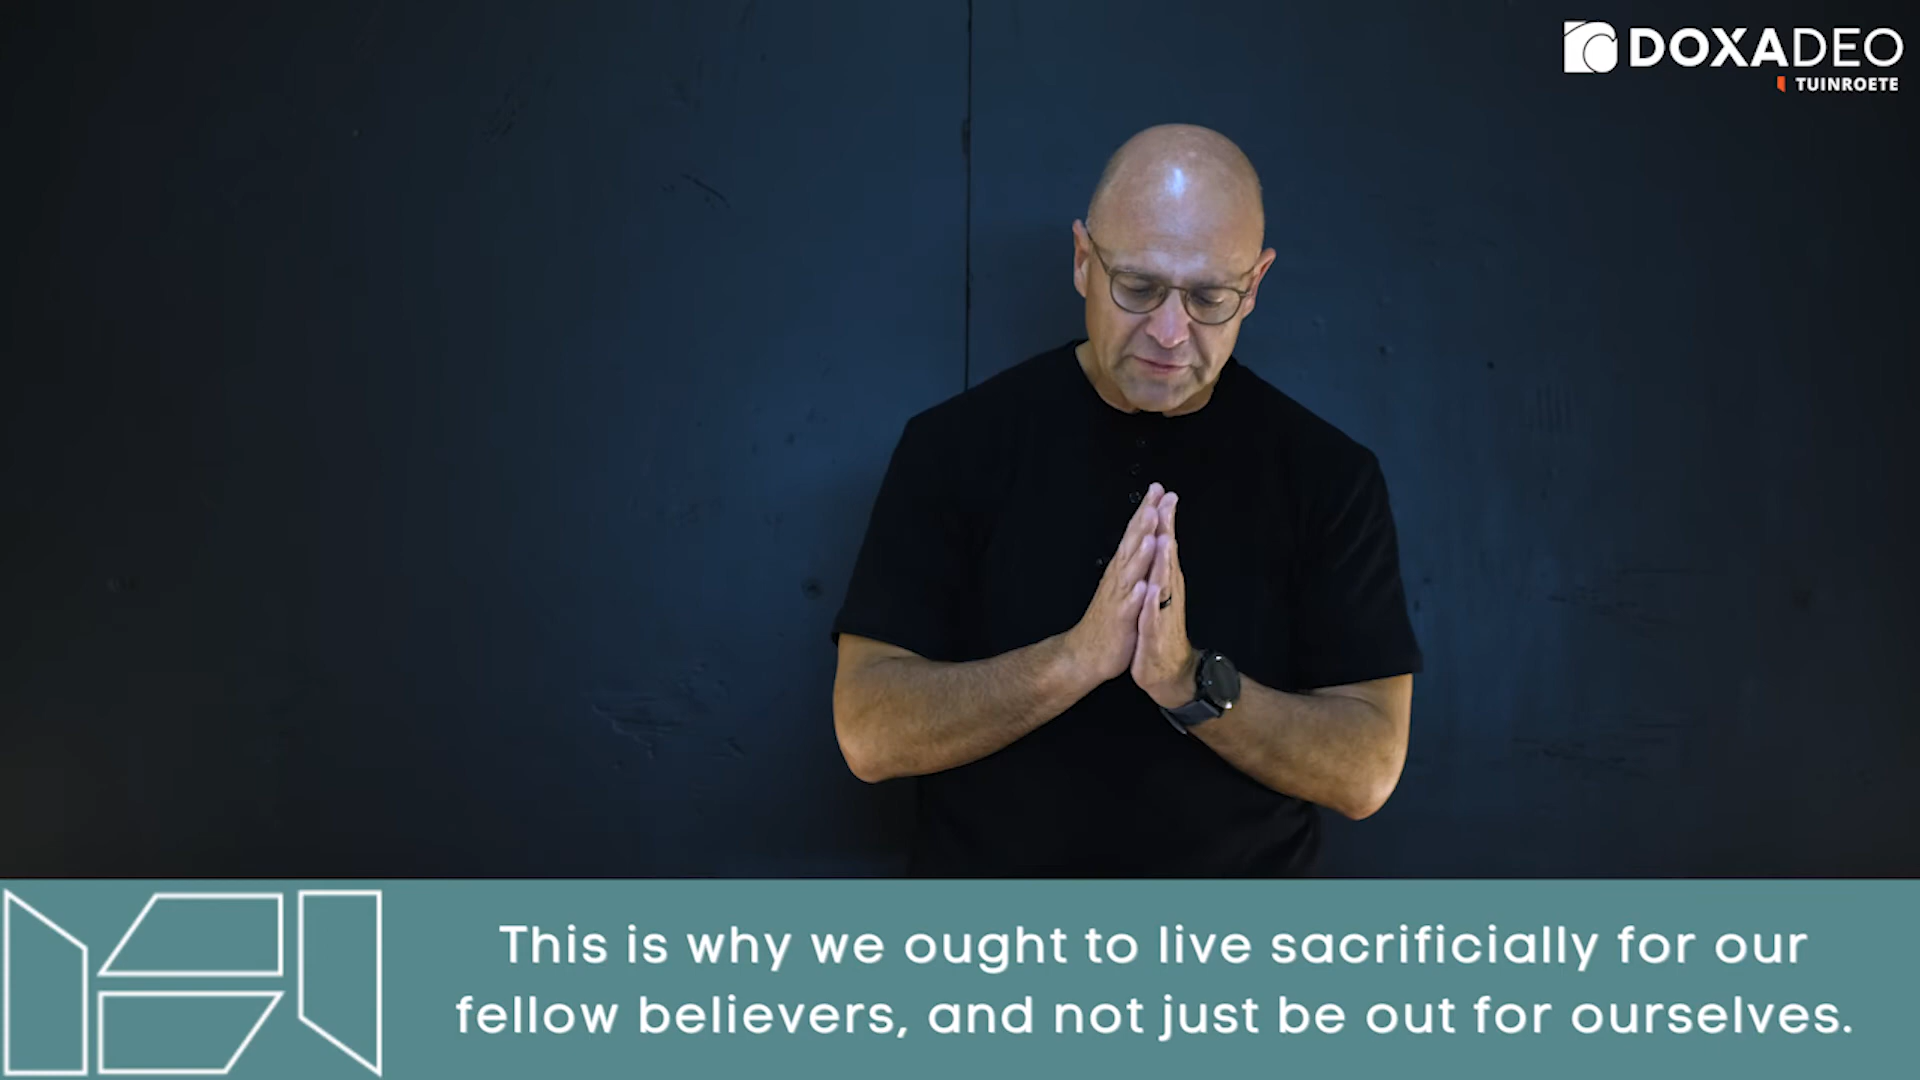 DOXADEO
TUINROETE
This is why we ought to live sacrificially for our
fellow believers, and not just be out for ourselves.